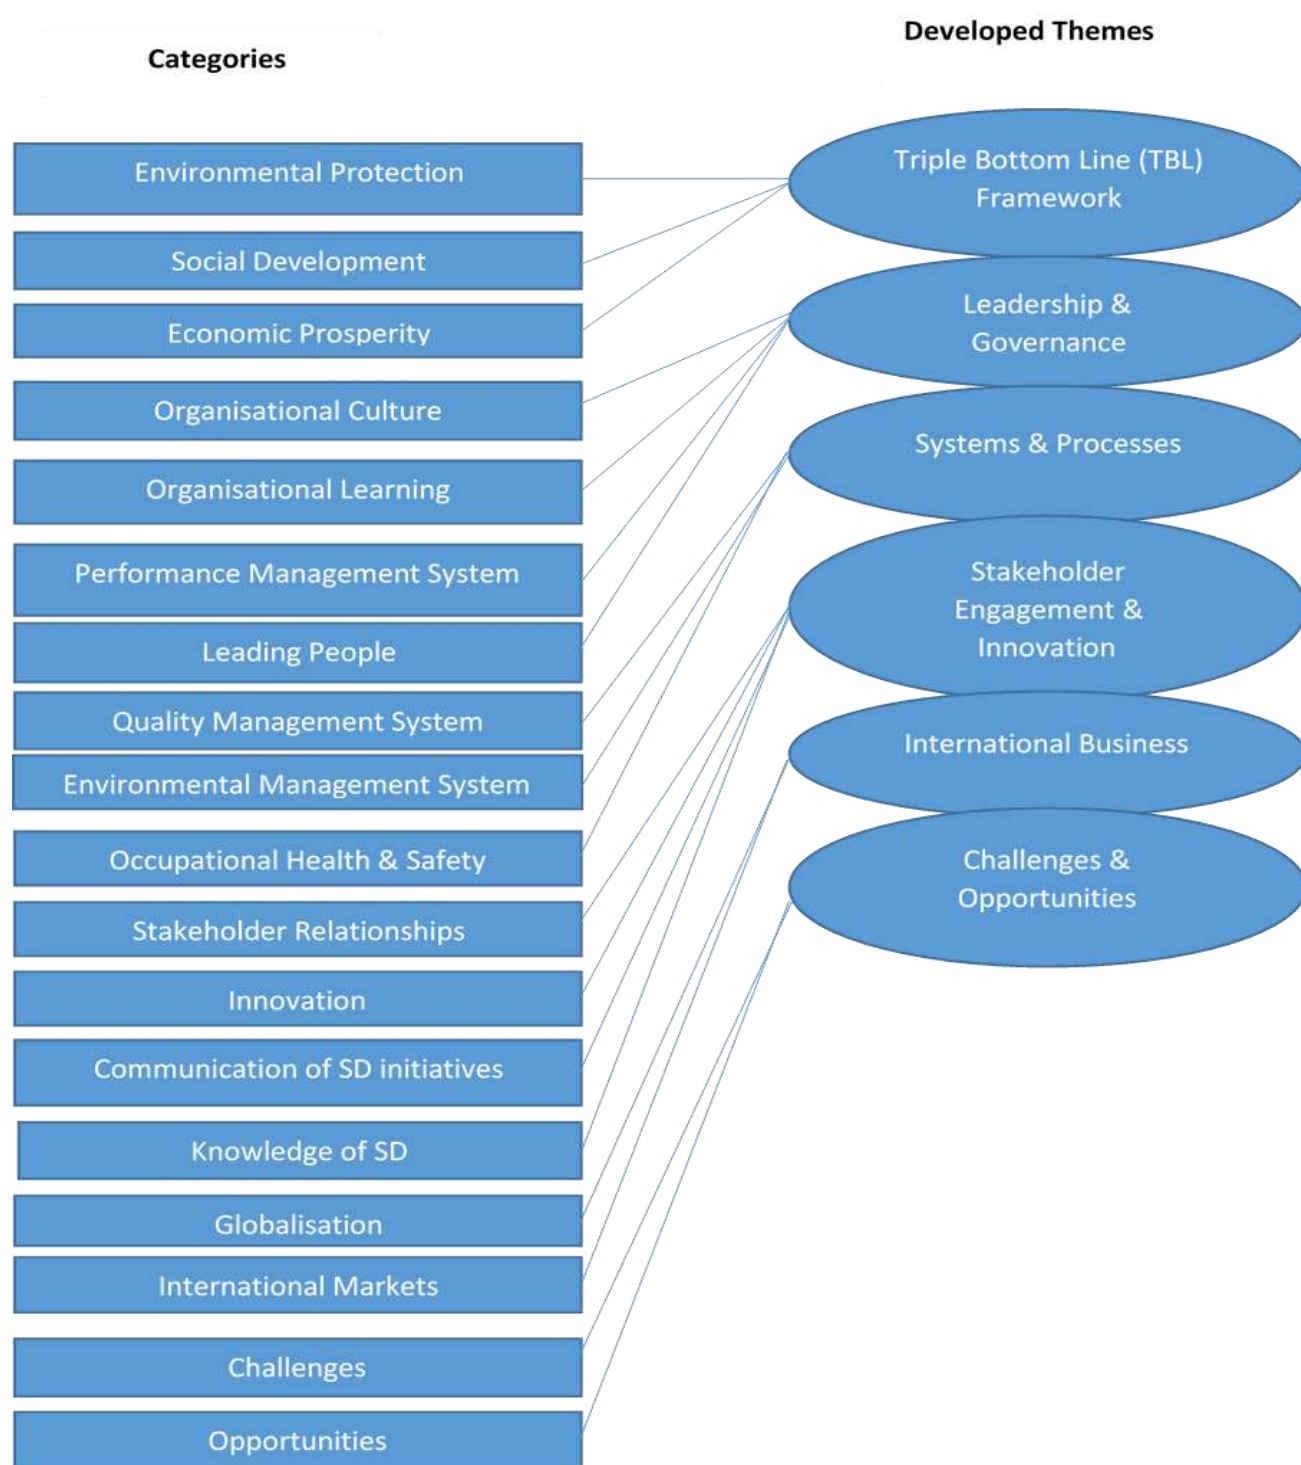 Categories
Developed Themes
Environmental Protection
Social Development
Economic Prosperity
Organisational Culture
Organisational Learning
Performance Management System
Leading People
Quality Management System
Environmental Management System
Occupational Health & Safety
Stakeholder Relationships
Innovation
Communication of SD initiatives
Knowledge of SD
Globalisation
International Markets
Challenges
Opportunities
Triple Bottom Line (TBL)
Framework
Leadership &
Governance
Systems & Processes
Stakeholder
Engagement &
Innovation
International Business
Challenges &
Opportunities